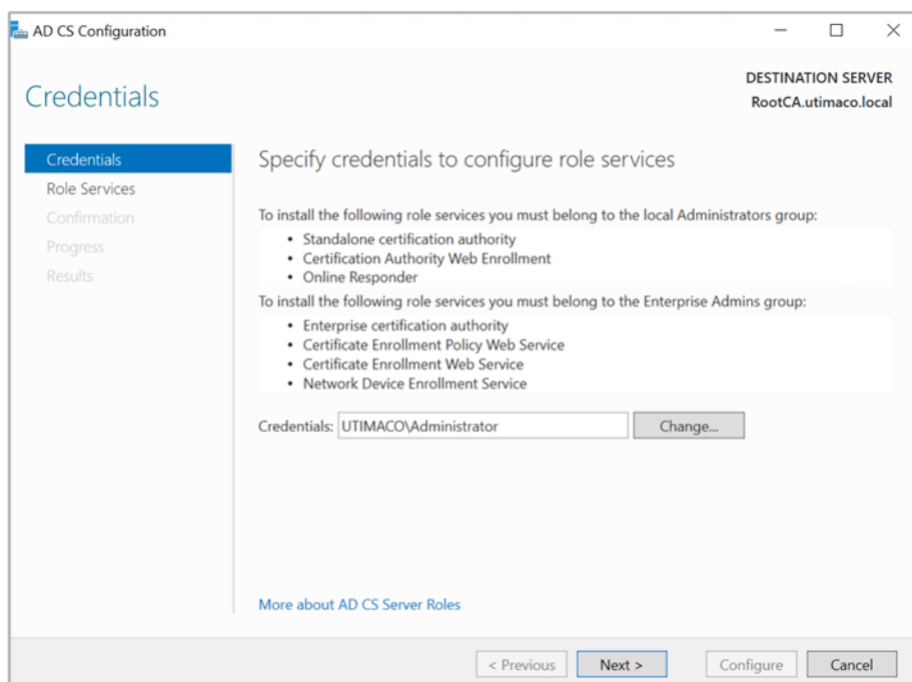 AD CS Configuration
DESTINATION SERVER
RootCA.utimaco.local
Credentials
Credentials
Role Services
Confirmation
Progress
Results
Specify credentials to configure role services
To install the following role services you must belong to the local Administrators group:
• Standalone certification authority
• Certification Authority Web Enrollment
• Online Responder
To install the following role services you must belong to the Enterprise Admins group:
• Enterprise certification authority
• Certificate Enrollment Policy Web Service
• Certificate Enrollment Web Service
• Network Device Enrollment Service
Credentials: UTIMACO\Administrator Change...
More about AD CS Server Roles
< Previous Next > Configure Cancel